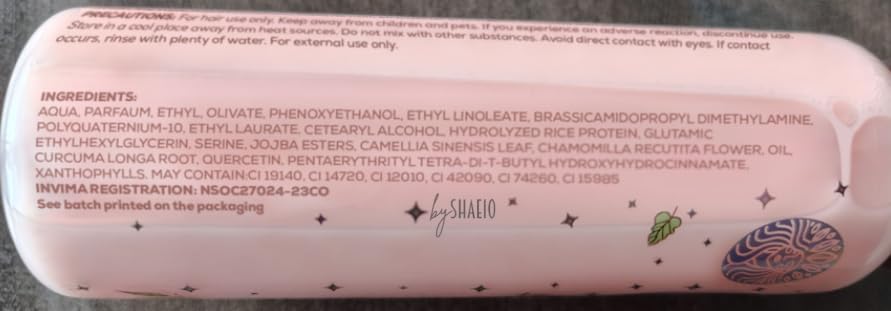 PRECAUTIONS: For hair use only. Keep away from children and pets. If you experience an adverse reaction, discontinue use.
Store in a cool place away from heat sources. Do not mix with other substances. Avoid direct contact with eyes. If contact
occurs, rinse with plenty of water. For external use only.
INGREDIENTS:
AQUA, PARFAUM, ETHYL, OLIVATE, PHENOXYETHANOL, ETHYL LINOLEATE, BRASSICAMIDOPROPYL DIMETHYLAMINE,
POLYQUATERNIUM-10, ETHYL LAURATE, CETEARYL ALCOHOL, HYDROLYZED RICE PROTEIN, GLUTAMIC
ETHYLHEXYLGLYCERIN, SERINE, JOJBA ESTERS, CAMELLIA SINENSIS LEAF, CHAMOMILLA RECUTITA FLOWER, OIL,
CURCUMA LONGA ROOT, QUERCETIN, PENTAERYTHRITYL TETRA-DI-T-BUTYL HYDROXYHYDROCINNAMATE,
XANTHOPHYLLS. MAY CONTAIN:CI 19140, CI 14720, CI 12010, CI 42090, CI 74260, CI 15985
INVIMA REGISTRATION: NSOC27024-23CO
See batch printed on the packaging
by SHAEIO